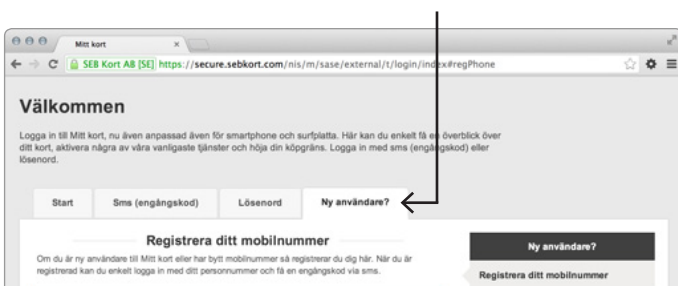 Mitt kort
SEB Kort AB [SE] https://secure.sebkort.com/nis/m/sase/external/t/login/index#regPhone
Välkommen
Logga in till Mitt kort, nu även anpassad även för smartphone och surfplatta. Här kan du enkelt få en överblick över
ditt kort, aktivera några av våra vanligaste tjänster och höja din köpgräns. Logga in med sms (engångskod) eller
lösenord.
Start Sms (engångskod) Lösenord Ny användare?
Registrera ditt mobilnummer
Om du är ny användare till Mitt kort eller har bytt mobilnummer så registrerar du dig här. När du är
registrerad kan du enkelt logga in med ditt personnummer och få en engångskod via sms.
Ny användare?
Registrera ditt mobilnummer